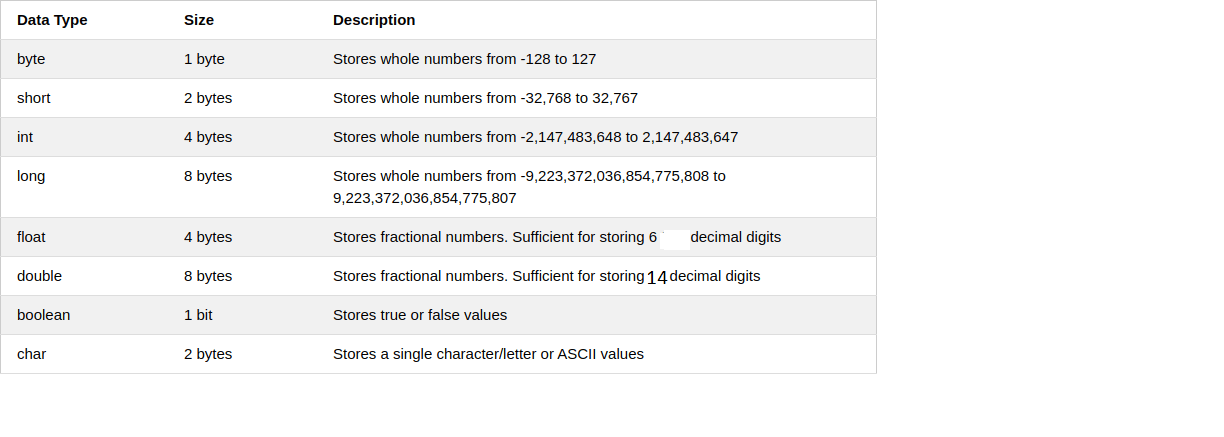 Data Type Size Description
byte 1 byte Stores whole numbers from -128 to 127
short 2 bytes Stores whole numbers from -32,768 to 32,767
int 4 bytes Stores whole numbers from -2,147,483,648 to 2,147,483,647
long 8 bytes Stores whole numbers from -9,223,372,036,854,775,808 to
9,223,372,036,854,775,807
float 4 bytes Stores fractional numbers. Sufficient for storing 6 decimal digits
double 8 bytes Stores fractional numbers. Sufficient for storing 14 decimal digits
boolean 1 bit Stores true or false values
char 2 bytes Stores a single character/letter or ASCII values